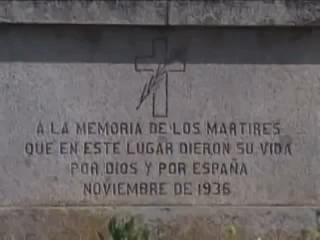 A LA MEMORIA DE LOS MARTIRES
QUE EN ESTE LUGAR DIERON SU VIDA
POR DIOS Y POR ESPAÑA
NOVIEMBRE DE 1936